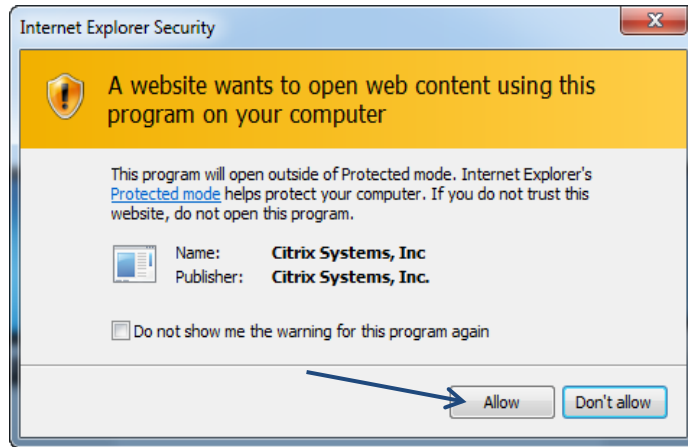 Internet Explorer Security
A website wants to open web content using this
program on your computer
This program will open outside of Protected mode. Internet Explorer's
Protected mode helps protect your computer. If you do not trust this
website, do not open this program.
Name: Citrix Systems, Inc
Publisher: Citrix Systems, Inc.
Do not show me the warning for this program again
Allow Don't allow